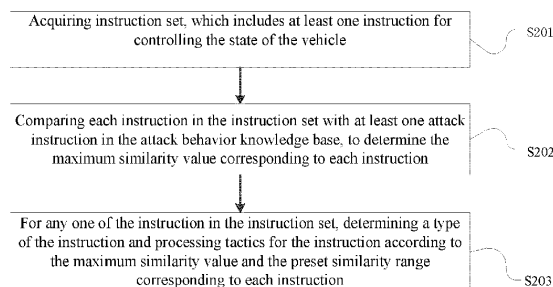 Acquiring instruction set, which includes at least one instruction for
controlling the state of the vehicle
S201
Comparing each instruction in the instruction set with at least one attack
instruction in the attack behavior knowledge base, to determine the
maximum similarity value corresponding to each instruction
S202
For any one of the instruction in the instruction set, determining a type
of the instruction and processing tactics for the instruction according to
the maximum similarity value and the preset similarity range
corresponding to each instruction
S203